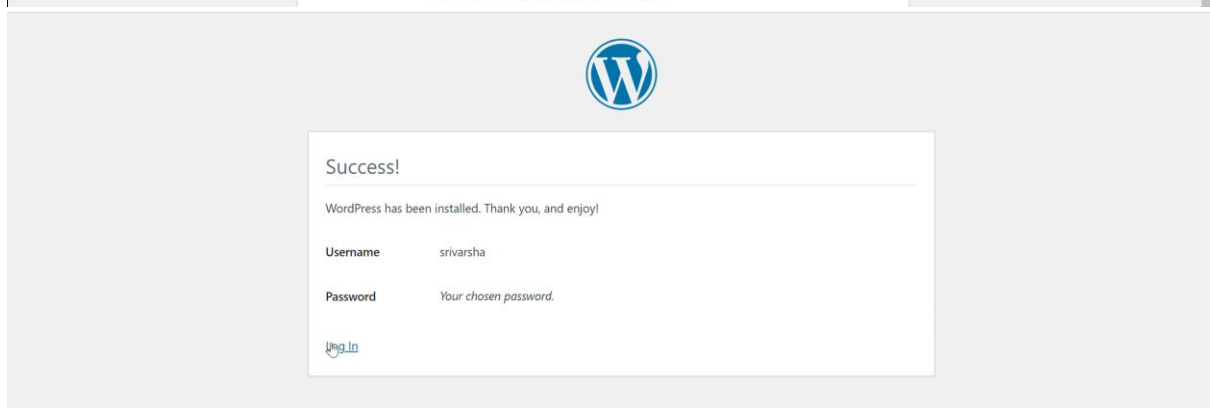 Success!
WordPress has been installed. Thank you, and enjoy!
Username srivarsha
Password Your chosen password.
Log In